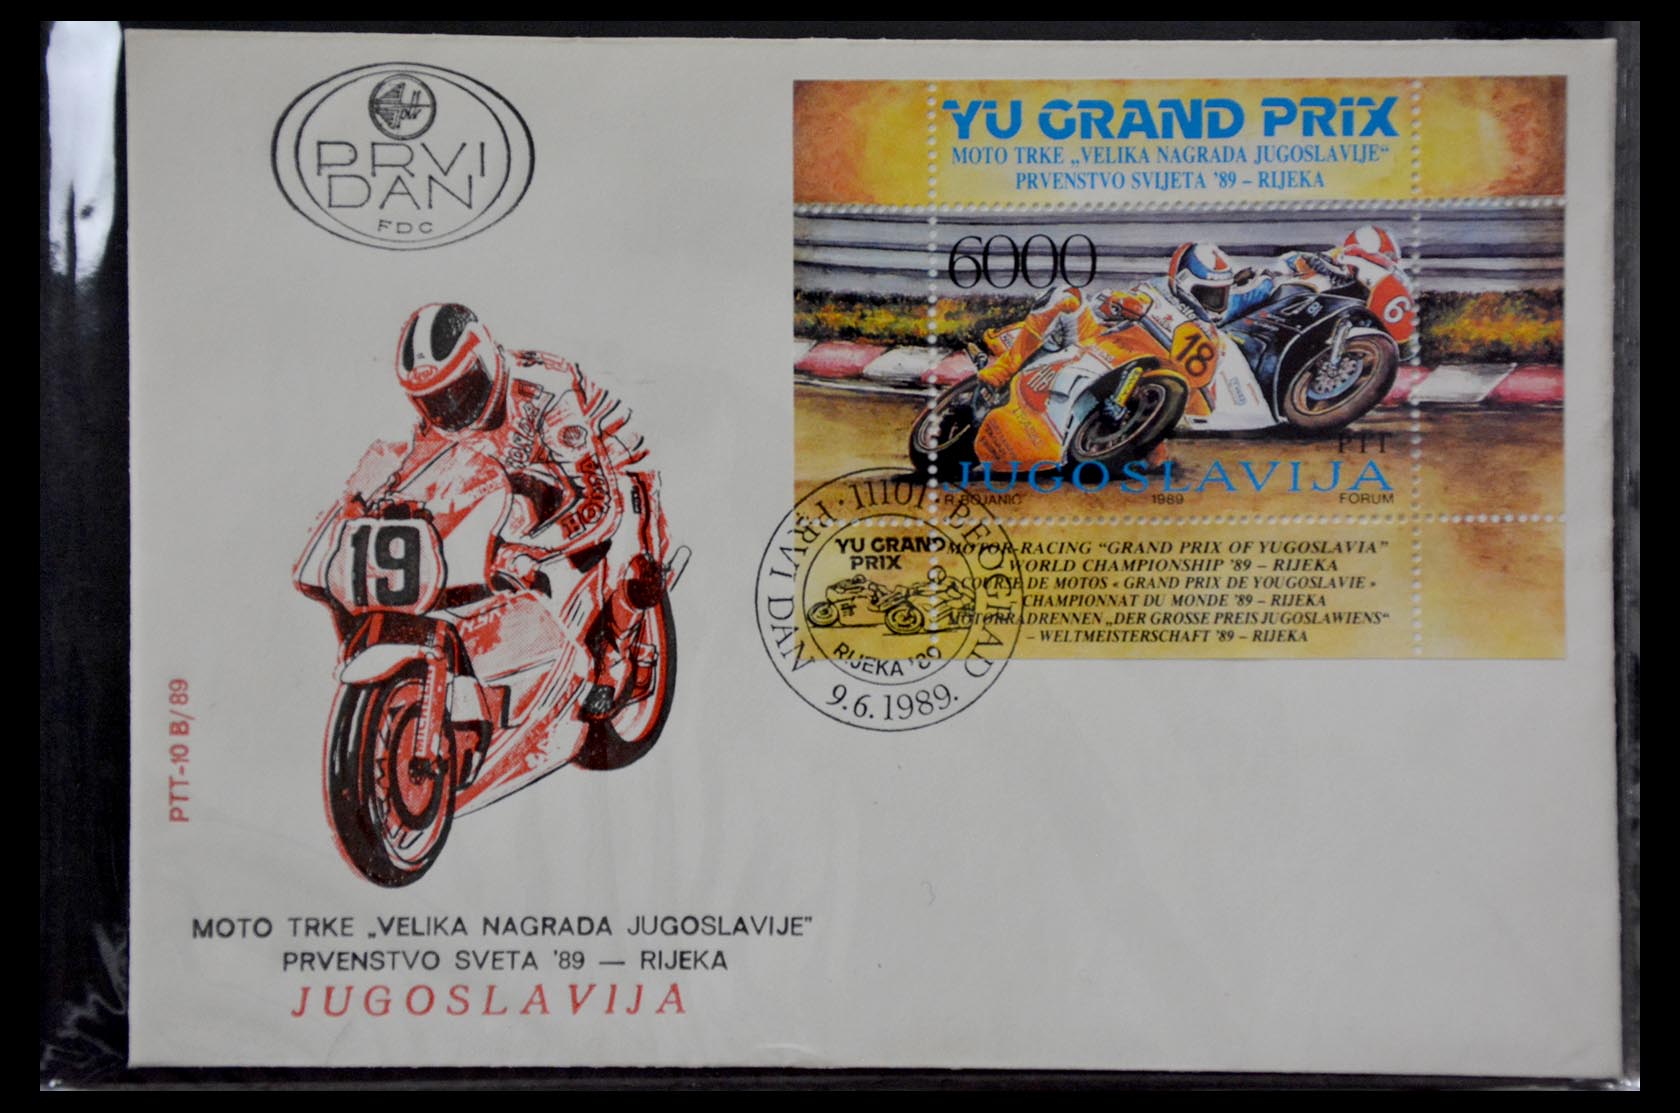 PRVI
DAN
FDC
YU GRAND PRIX
MOTO TRKE „VELIKA NAGRADA JUGOSLAVIJE“
PRVENSTVO SVIJETA '89 – RIJEKA
6000
18
6
PTT
JUGOSLAVIJA
R. BOJANIĆ 1989 FORUM
MOTOR-RACING “GRAND PRIX OF YUGOSLAVIA”
WORLD CHAMPIONSHIP '89 – RIJEKA
COURSE DE MOTOS « GRAND PRIX DE YOUGOSLAVIE »
CHAMPIONNAT DU MONDE '89 – RIJEKA
MOTORRADRENNEN „DER GROSSE PREIS JUGOSLAWIENS“
– WELTMEISTERSCHAFT '89 – RIJEKA
PRVI DAN · 11101 BEOGRAD
YU GRAND
PRIX
RIJEKA '89
9.6.1989.
HONDA
19
PTT-10 B/89
MOTO TRKE „VELIKA NAGRADA JUGOSLAVIJE”
PRVENSTVO SVETA '89 — RIJEKA
JUGOSLAVIJA